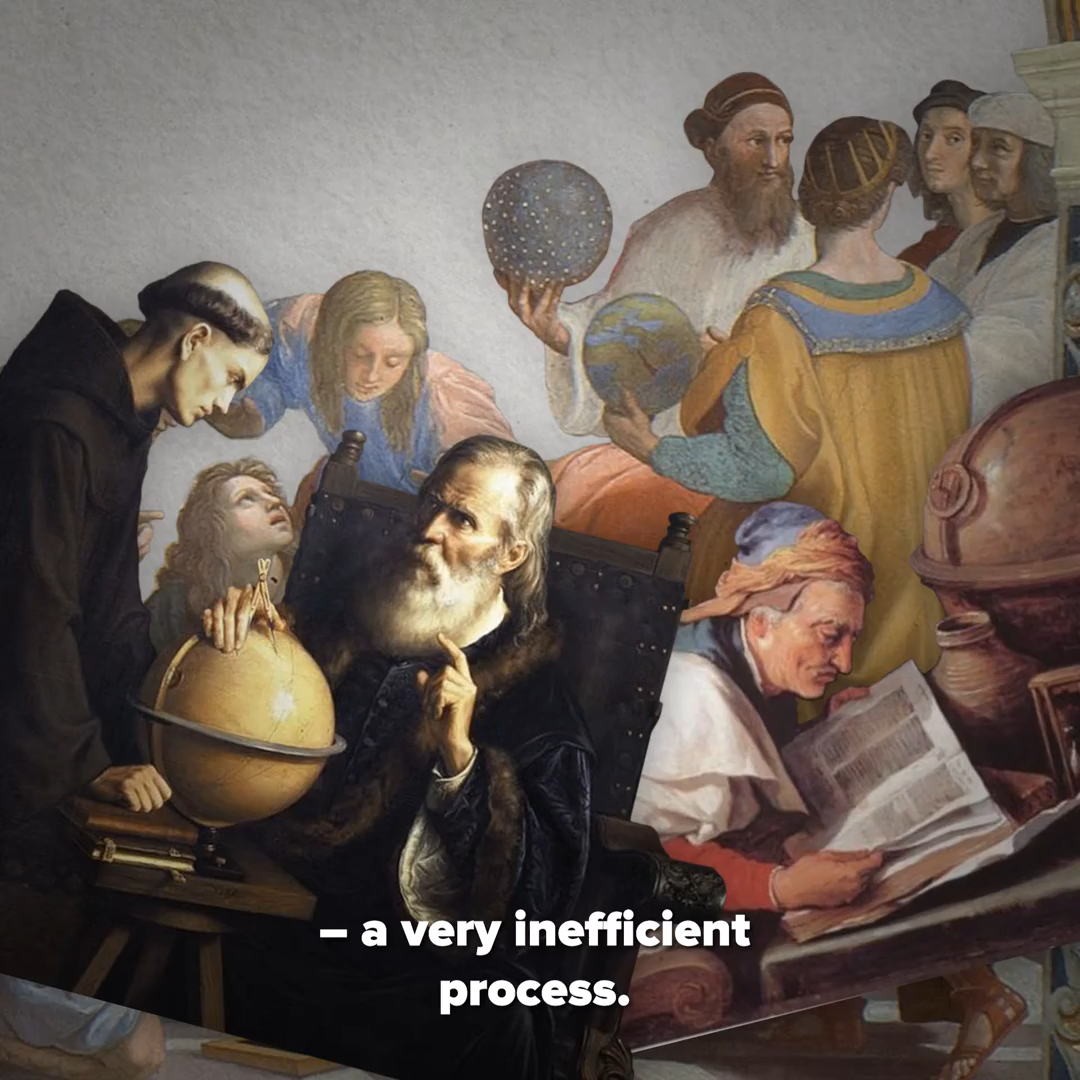 – a very inefficient
process.